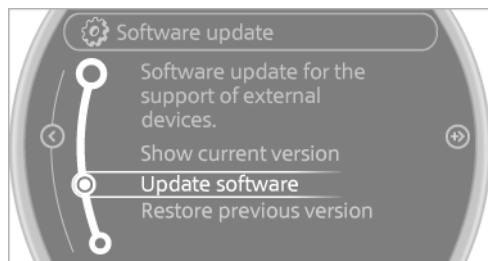 Software update
Software update for the
support of external
devices.
Show current version
Update software
Restore previous version